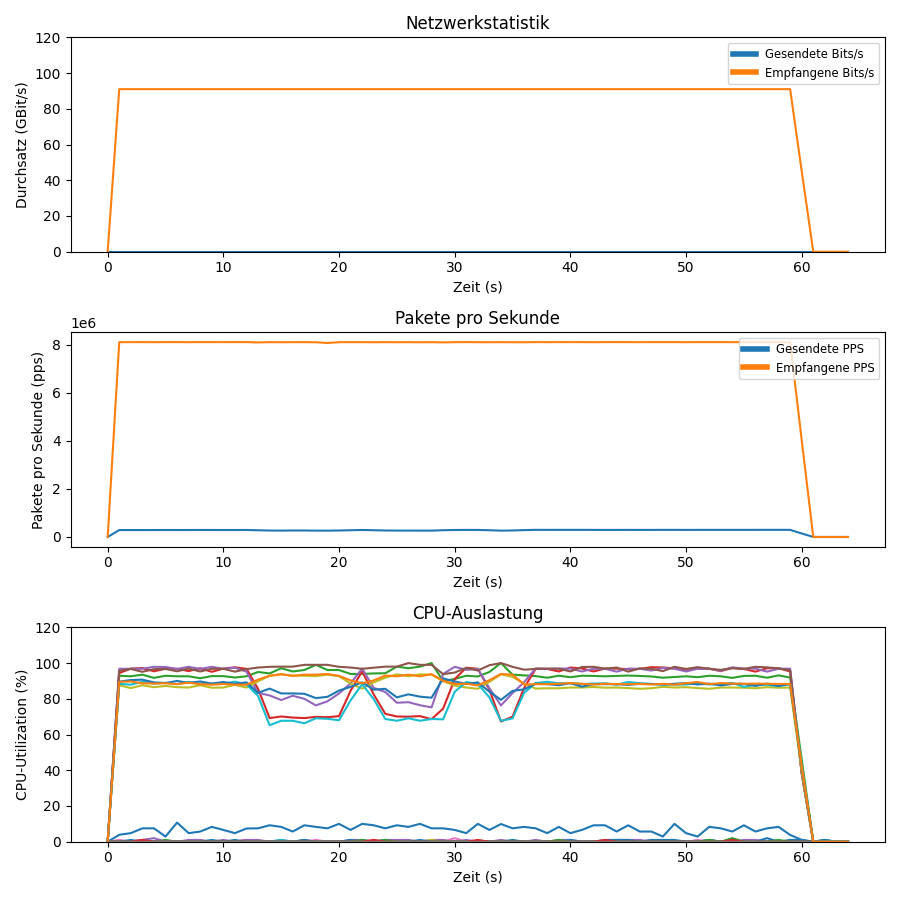 Netzwerkstatistik
120
100
80
60
40
20
0
Durchsatz (GBit/s)
Gesendete Bits/s
Empfangene Bits/s
0 10 20 30 40 50 60
Zeit (s)
Pakete pro Sekunde
1e6
8
6
4
2
0
Pakete pro Sekunde (pps)
Gesendete PPS
Empfangene PPS
0 10 20 30 40 50 60
Zeit (s)
CPU-Auslastung
120
100
80
60
40
20
0
CPU-Utilization (%)
0 10 20 30 40 50 60
Zeit (s)